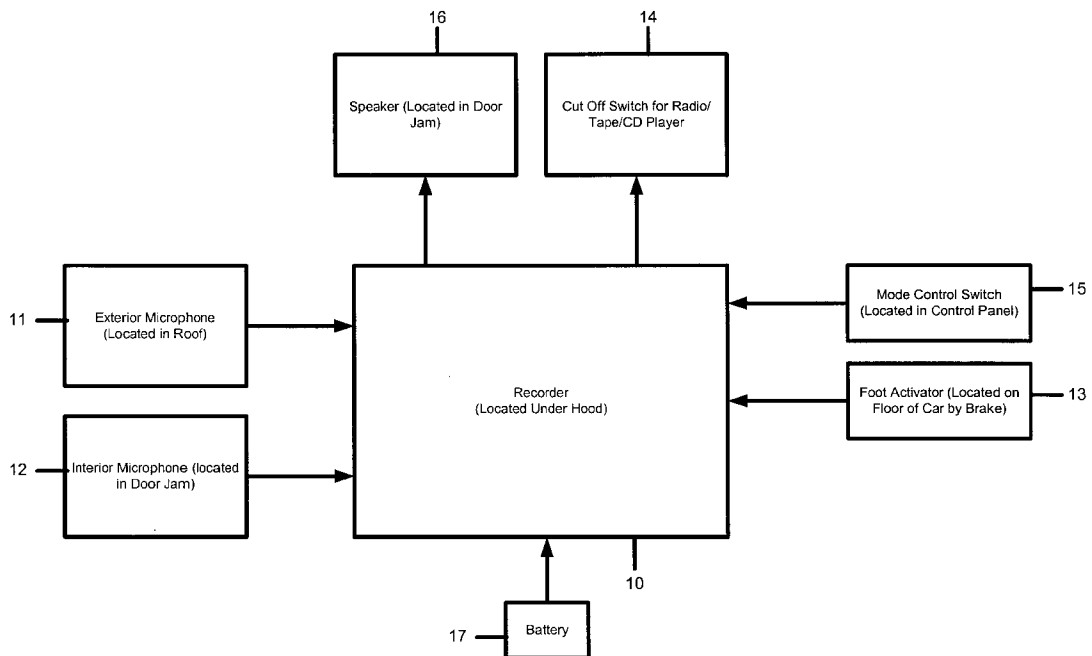 16
14
Speaker (Located in Door
Jam)
Cut Off Switch for Radio/
Tape/CD Player
11
Exterior Microphone
(Located in Roof)
Mode Control Switch
(Located in Control Panel)
15
Recorder
(Located Under Hood)
Foot Activator (Located on
Floor of Car by Brake)
13
12
Interior Microphone (located
in Door Jam)
10
17
Battery